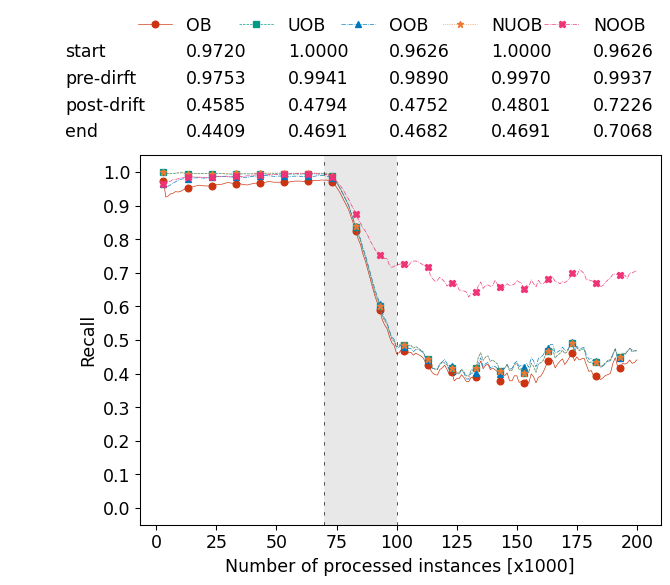 OB UOB OOB NUOB NOOB
start 0.9720 1.0000 0.9626 1.0000 0.9626
pre-dirft 0.9753 0.9941 0.9890 0.9970 0.9937
post-drift 0.4585 0.4794 0.4752 0.4801 0.7226
end 0.4409 0.4691 0.4682 0.4691 0.7068
1.0
0.9
0.8
0.7
0.6
0.5
0.4
0.3
0.2
0.1
0.0
Recall
0 25 50 75 100 125 150 175 200
Number of processed instances [x1000]